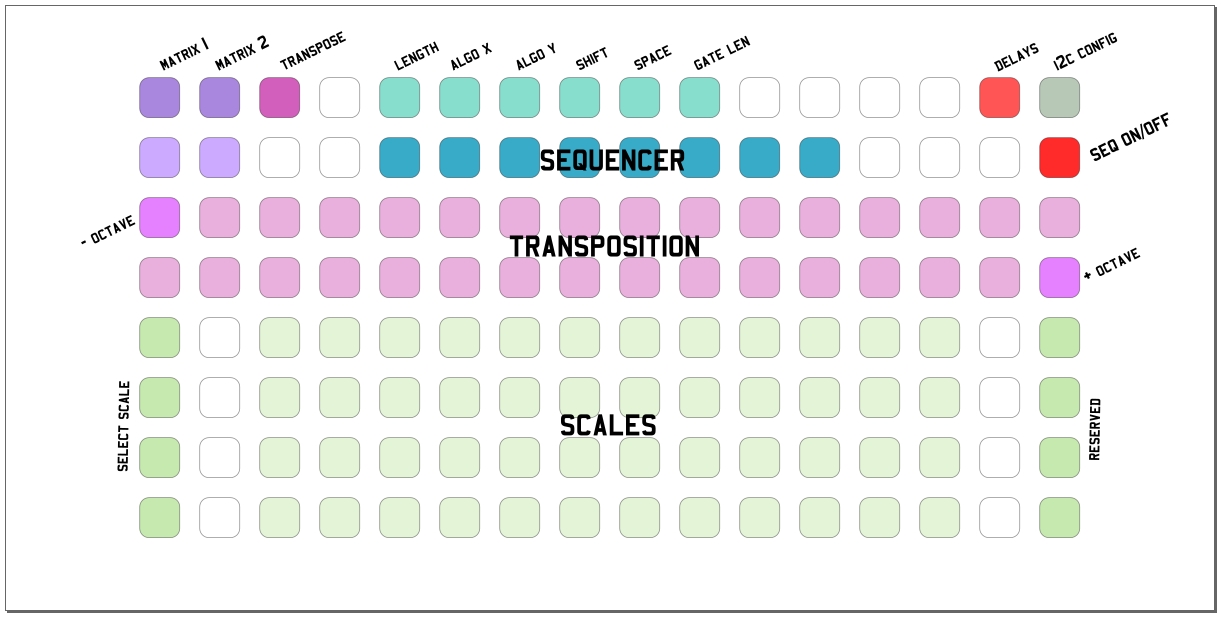 MATRIX 1
MATRIX 2
TRANSPOSE
LENGTH
ALGO X
ALGO Y
SHIFT
SPACE
GATE LEN
DELAYS
I2C CONFIG
SEQUENCER
SEQ ON/OFF
- OCTAVE
TRANSPOSITION
+ OCTAVE
SELECT SCALE
SCALES
RESERVED